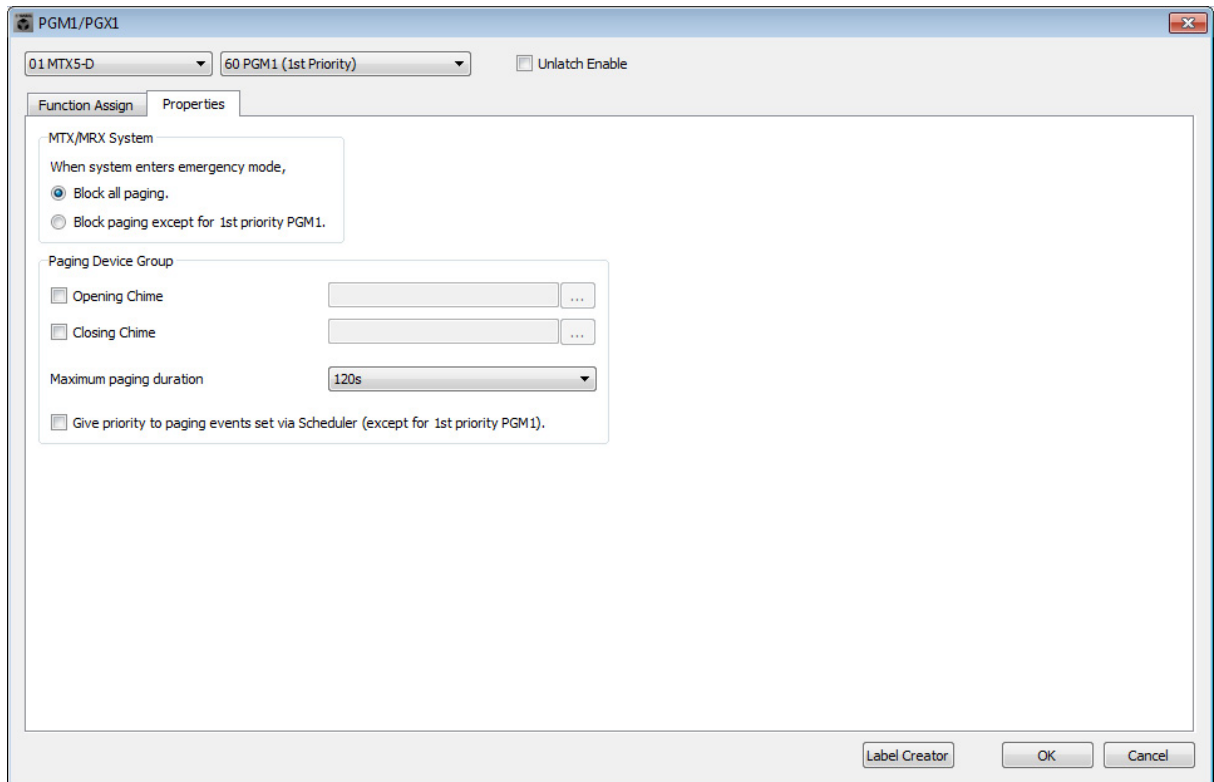 PGM1/PGX1
01 MTX5-D 60 PGM1 (1st Priority) Unlatch Enable
Function Assign Properties
MTX/MRX System
When system enters emergency mode,
Block all paging.
Block paging except for 1st priority PGM1.
Paging Device Group
Opening Chime ...
Closing Chime ...
Maximum paging duration 120s
Give priority to paging events set via Scheduler (except for 1st priority PGM1).
Label Creator OK Cancel